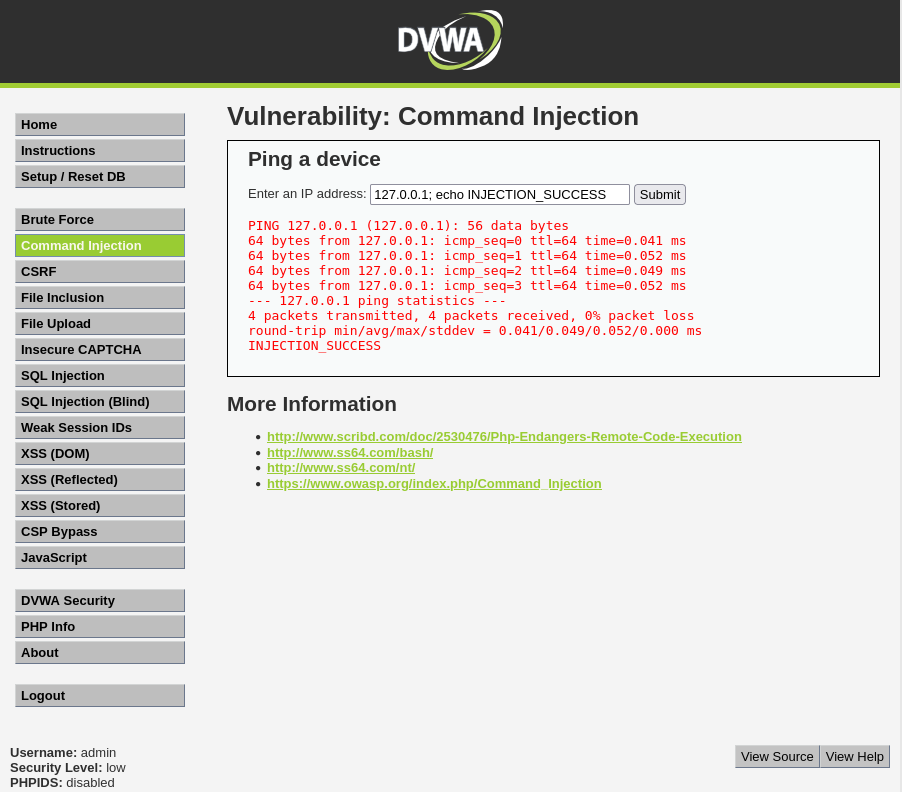 DVWA
Home
Instructions
Setup / Reset DB
Brute Force
Command Injection
CSRF
File Inclusion
File Upload
Insecure CAPTCHA
SQL Injection
SQL Injection (Blind)
Weak Session IDs
XSS (DOM)
XSS (Reflected)
XSS (Stored)
CSP Bypass
JavaScript
DVWA Security
PHP Info
About
Logout
Vulnerability: Command Injection
Ping a device
Enter an IP address: 127.0.0.1; echo INJECTION_SUCCESS Submit
PING 127.0.0.1 (127.0.0.1): 56 data bytes
64 bytes from 127.0.0.1: icmp_seq=0 ttl=64 time=0.041 ms
64 bytes from 127.0.0.1: icmp_seq=1 ttl=64 time=0.052 ms
64 bytes from 127.0.0.1: icmp_seq=2 ttl=64 time=0.049 ms
64 bytes from 127.0.0.1: icmp_seq=3 ttl=64 time=0.052 ms
--- 127.0.0.1 ping statistics ---
4 packets transmitted, 4 packets received, 0% packet loss
round-trip min/avg/max/stddev = 0.041/0.049/0.052/0.000 ms
INJECTION_SUCCESS
More Information
• http://www.scribd.com/doc/2530476/Php-Endangers-Remote-Code-Execution
• http://www.ss64.com/bash/
• http://www.ss64.com/nt/
• https://www.owasp.org/index.php/Command_Injection
Username: admin
Security Level: low
PHPIDS: disabled
View Source View Help